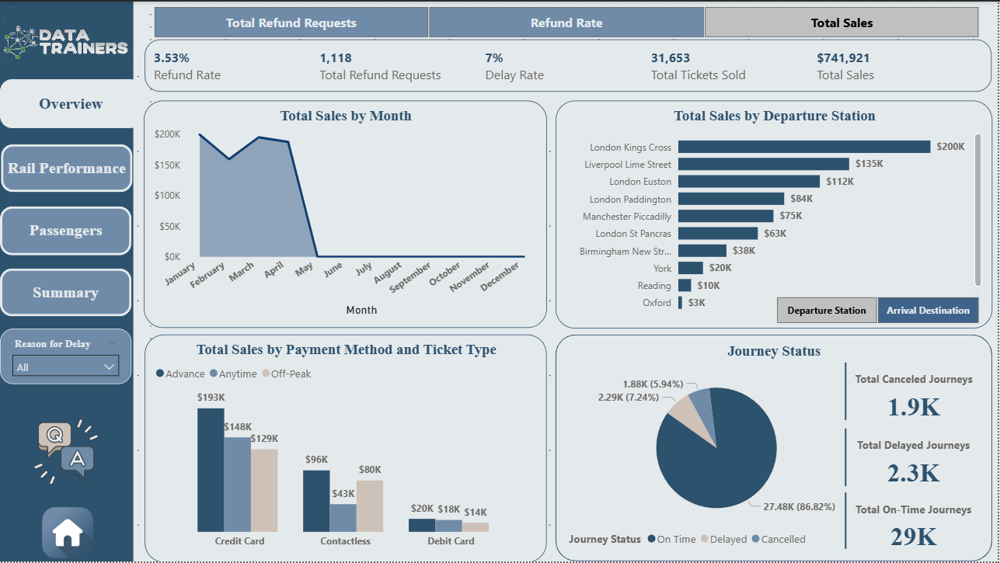 DATA
TRAINERS
Overview
Rail Performance
Passengers
Summary
Reason for Delay
All
Q
A
Total Refund Requests
Refund Rate
Total Sales
3.53%
Refund Rate
1,118
Total Refund Requests
7%
Delay Rate
31,653
Total Tickets Sold
$741,921
Total Sales
Total Sales by Month
$200K
$150K
$100K
$50K
$0K
January
February
March
April
May
June
July
August
September
October
November
December
Month
Total Sales by Departure Station
London Kings Cross $200K
Liverpool Lime Street $135K
London Euston $112K
London Paddington $84K
Manchester Piccadilly $75K
London St Pancras $63K
Birmingham New Str... $38K
York $20K
Reading $10K
Oxford $3K
Departure Station
Arrival Destination
Total Sales by Payment Method and Ticket Type
Advance Anytime Off-Peak
$193K
$148K
$129K
$96K
$43K
$80K
$20K
$18K
$14K
Credit Card
Contactless
Debit Card
Journey Status
1.88K (5.94%)
2.29K (7.24%)
27.48K (86.82%)
Journey Status On Time Delayed Cancelled
Total Canceled Journeys
1.9K
Total Delayed Journeys
2.3K
Total On-Time Journeys
29K